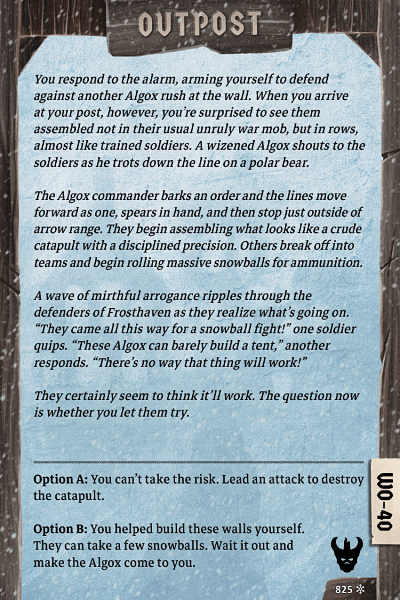 OUTPOST
You respond to the alarm, arming yourself to defend
against another Algox rush at the wall. When you arrive
at your post, however, you're surprised to see them
assembled not in their usual unruly war mob, but in rows,
almost like trained soldiers. A wizened Algox shouts to the
soldiers as he trots down the line on a polar bear.
The Algox commander barks an order and the lines move
forward as one, spears in hand, and then stop just outside of
arrow range. They begin assembling what looks like a crude
catapult with a disciplined precision. Others break off into
teams and begin rolling massive snowballs for ammunition.
A wave of mirthful arrogance ripples through the
defenders of Frosthaven as they realize what's going on.
“They came all this way for a snowball fight!” one soldier
quips. “These Algox can barely build a tent,” another
responds. “There's no way that thing will work!”
They certainly seem to think it'll work. The question now
is whether you let them try.
Option A: You can't take the risk. Lead an attack to destroy
the catapult.
Option B: You helped build these walls yourself.
They can take a few snowballs. Wait it out and
make the Algox come to you.
WO-40
825